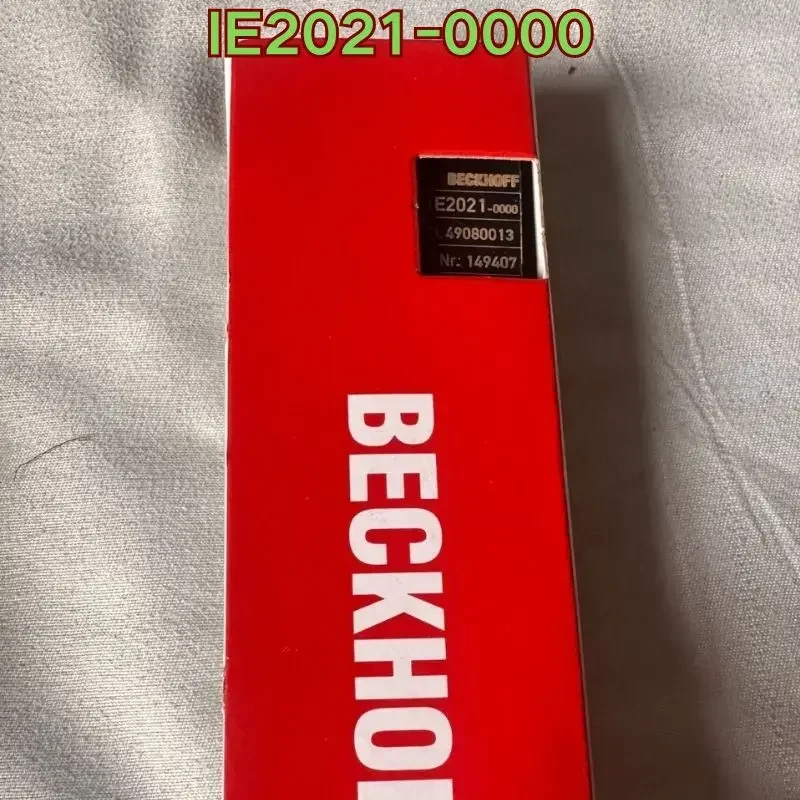 IE2021-0000
BECKHOFF
E2021-0000
49080013
Nr: 149407
BECKHO